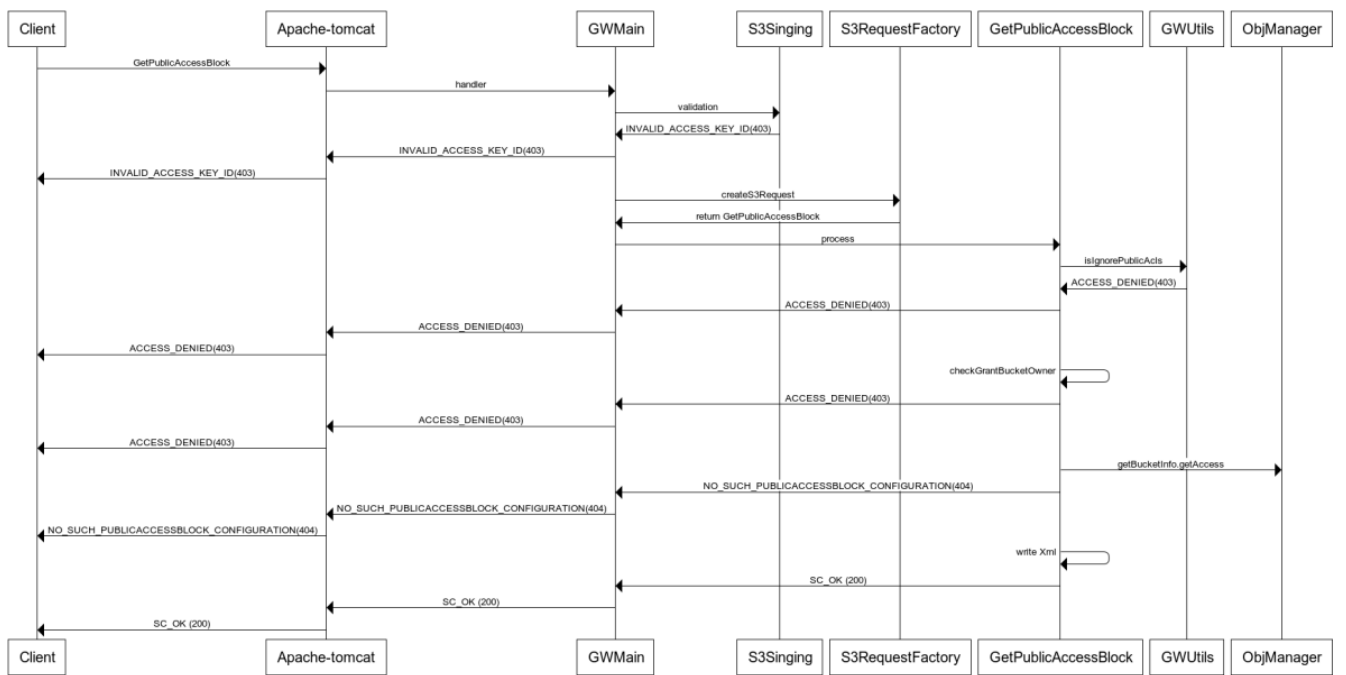 Client Apache-tomcat GWMain S3Singing S3RequestFactory GetPublicAccessBlock GWUtils ObjManager
GetPublicAccessBlock
handler
validation
INVALID_ACCESS_KEY_ID(403)
INVALID_ACCESS_KEY_ID(403)
INVALID_ACCESS_KEY_ID(403)
createS3Request
return GetPublicAccessBlock
process
isIgnorePublicAcls
ACCESS_DENIED(403)
ACCESS_DENIED(403)
ACCESS_DENIED(403)
ACCESS_DENIED(403)
checkGrantBucketOwner
ACCESS_DENIED(403)
ACCESS_DENIED(403)
ACCESS_DENIED(403)
getBucketInfo.getAccess
NO_SUCH_PUBLICACCESSBLOCK_CONFIGURATION(404)
NO_SUCH_PUBLICACCESSBLOCK_CONFIGURATION(404)
NO_SUCH_PUBLICACCESSBLOCK_CONFIGURATION(404)
write Xml
SC_OK (200)
SC_OK (200)
SC_OK (200)
Client Apache-tomcat GWMain S3Singing S3RequestFactory GetPublicAccessBlock GWUtils ObjManager